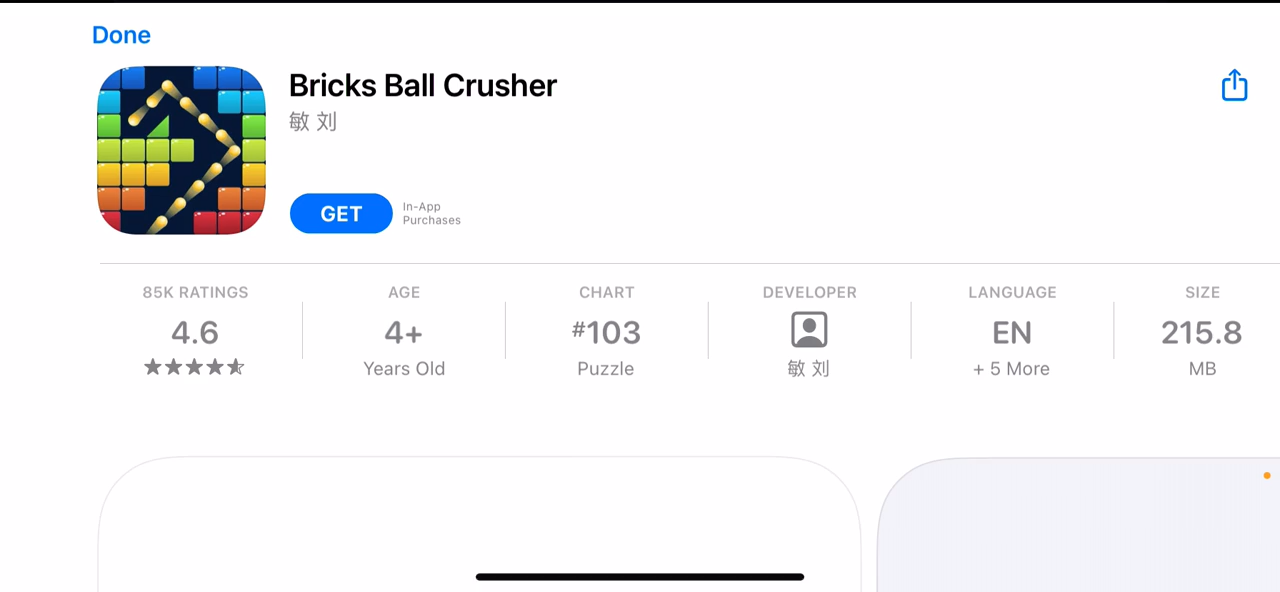 Done
Bricks Ball Crusher
敏 刘
GET
In-App
Purchases
85K RATINGS
4.6
AGE
4+
Years Old
CHART
#103
Puzzle
DEVELOPER
敏 刘
LANGUAGE
EN
+ 5 More
SIZE
215.8
MB